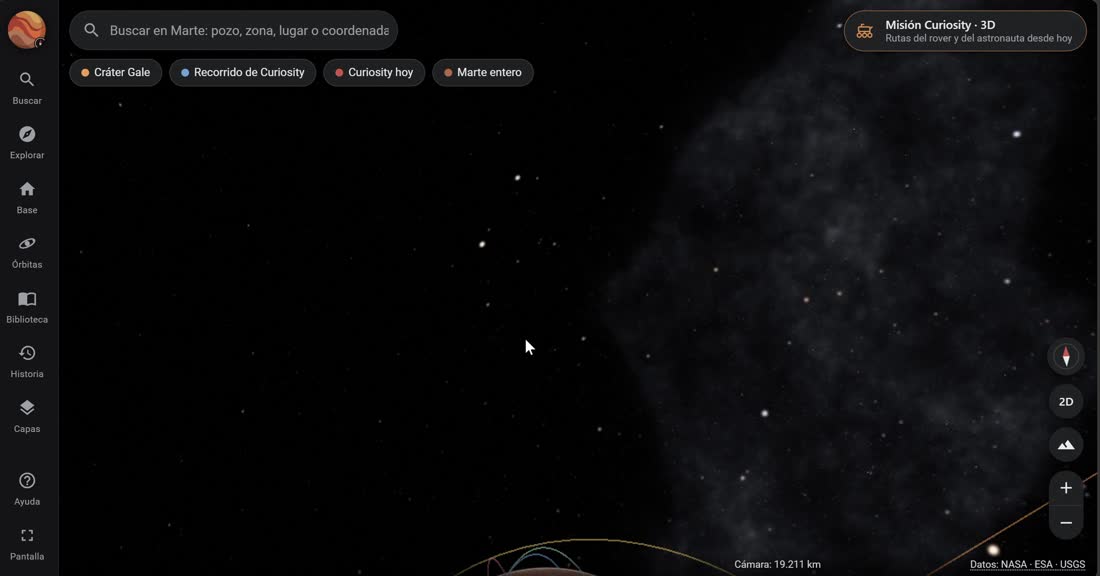 Buscar en Marte: pozo, zona, lugar o coordenada
Misión Curiosity · 3D
Rutas del rover y del astronauta desde hoy
Cráter Gale
Recorrido de Curiosity
Curiosity hoy
Marte entero
Buscar
Explorar
Base
Órbitas
Biblioteca
Historia
Capas
Ayuda
Pantalla
2D
+
−
Cámara: 19.211 km
Datos: NASA · ESA · USGS